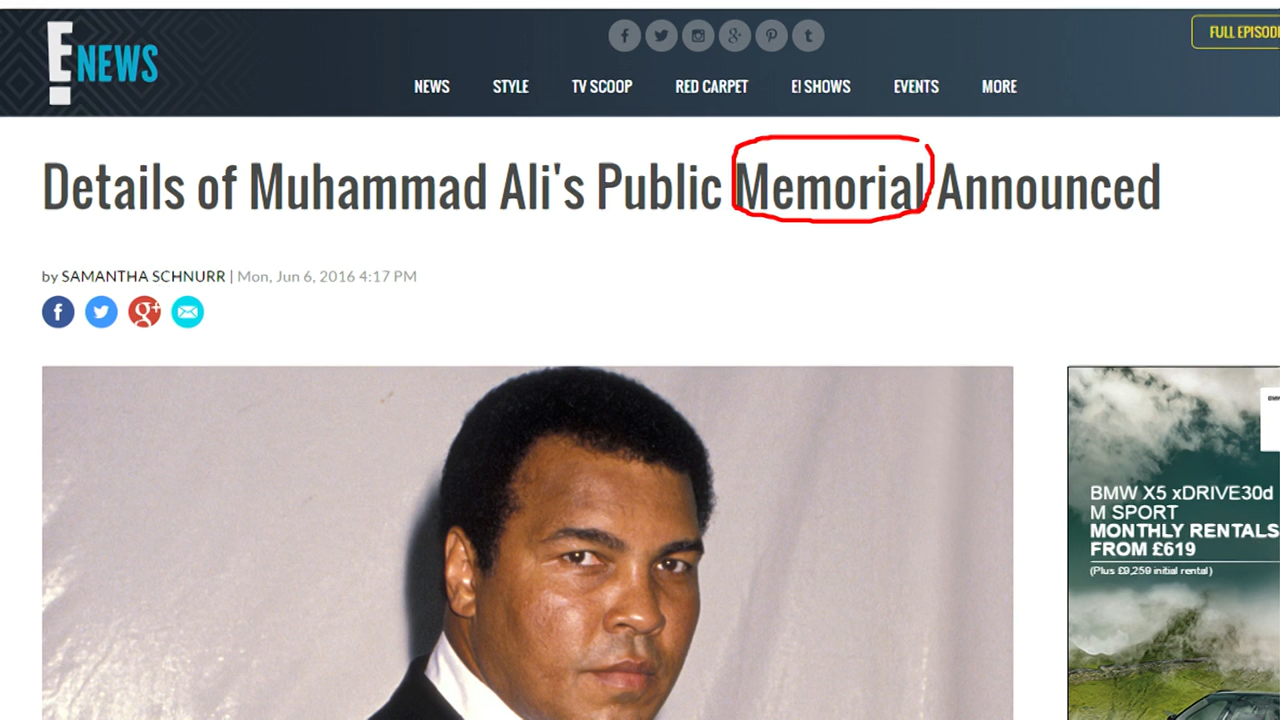 E!
NEWS
FULL EPISOD
NEWS STYLE TV SCOOP RED CARPET E! SHOWS EVENTS MORE
Details of Muhammad Ali's Public Memorial Announced
by SAMANTHA SCHNURR | Mon, Jun 6, 2016 4:17 PM
BMW X5 xDRIVE30d
M SPORT
MONTHLY RENTALS
FROM £619
(Plus £9,259 initial rental)